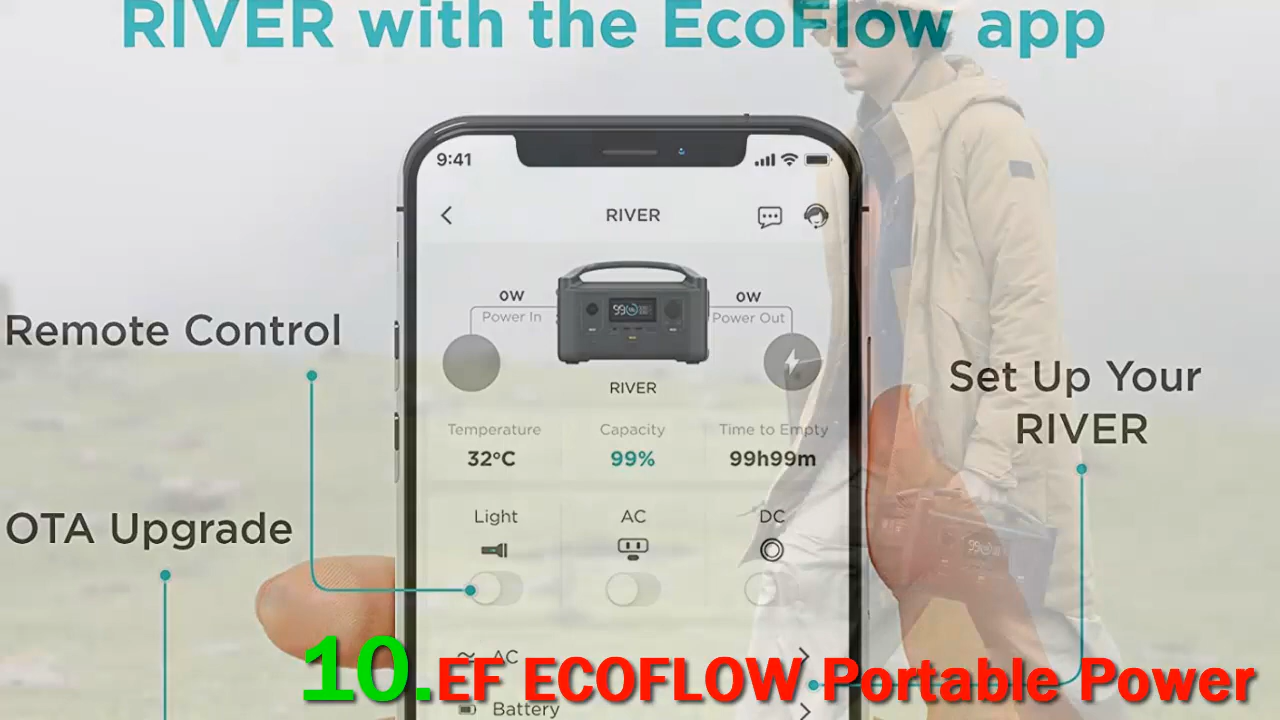 RIVER with the EcoFlow app
9:41
RIVER
0W
Power In
0W
Power Out
99
RIVER
Remote Control
Set Up Your
RIVER
Temperature
Capacity
Time to Empty
32°C
99%
99h99m
Light
AC
DC
OTA Upgrade
AC
Battery
10.EF ECOFLOW Portable Power